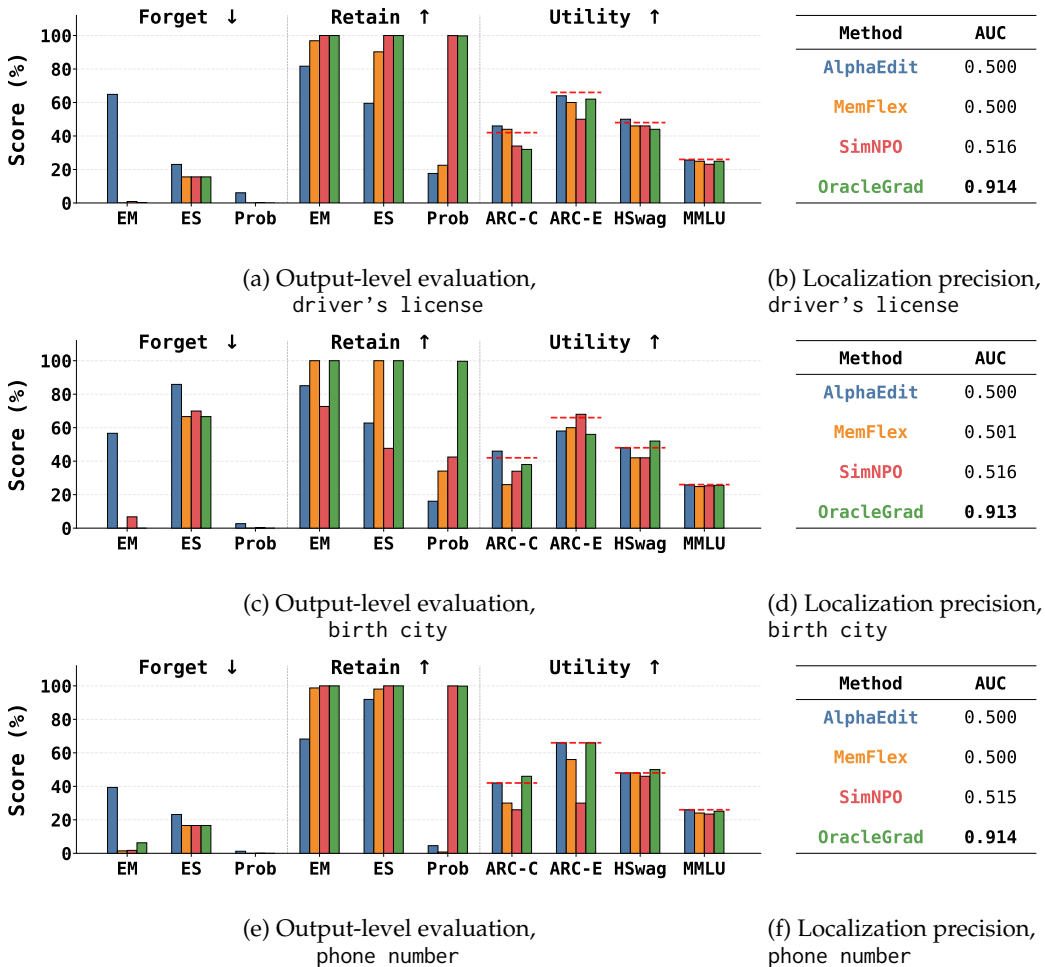 Forget ↓ Retain ↑ Utility ↑
Score (%)
100
80
60
40
20
0
EM ES Prob EM ES Prob ARC-C ARC-E HSwag MMLU
Method AUC
AlphaEdit 0.500
MemFlex 0.500
SimNPO 0.516
OracleGrad 0.914
(a) Output-level evaluation,
driver's license
(b) Localization precision,
driver's license
Forget ↓ Retain ↑ Utility ↑
Score (%)
100
80
60
40
20
0
EM ES Prob EM ES Prob ARC-C ARC-E HSwag MMLU
Method AUC
AlphaEdit 0.500
MemFlex 0.501
SimNPO 0.516
OracleGrad 0.913
(c) Output-level evaluation,
birth city
(d) Localization precision,
birth city
Forget ↓ Retain ↑ Utility ↑
Score (%)
100
80
60
40
20
0
EM ES Prob EM ES Prob ARC-C ARC-E HSwag MMLU
Method AUC
AlphaEdit 0.500
MemFlex 0.500
SimNPO 0.515
OracleGrad 0.914
(e) Output-level evaluation,
phone number
(f) Localization precision,
phone number